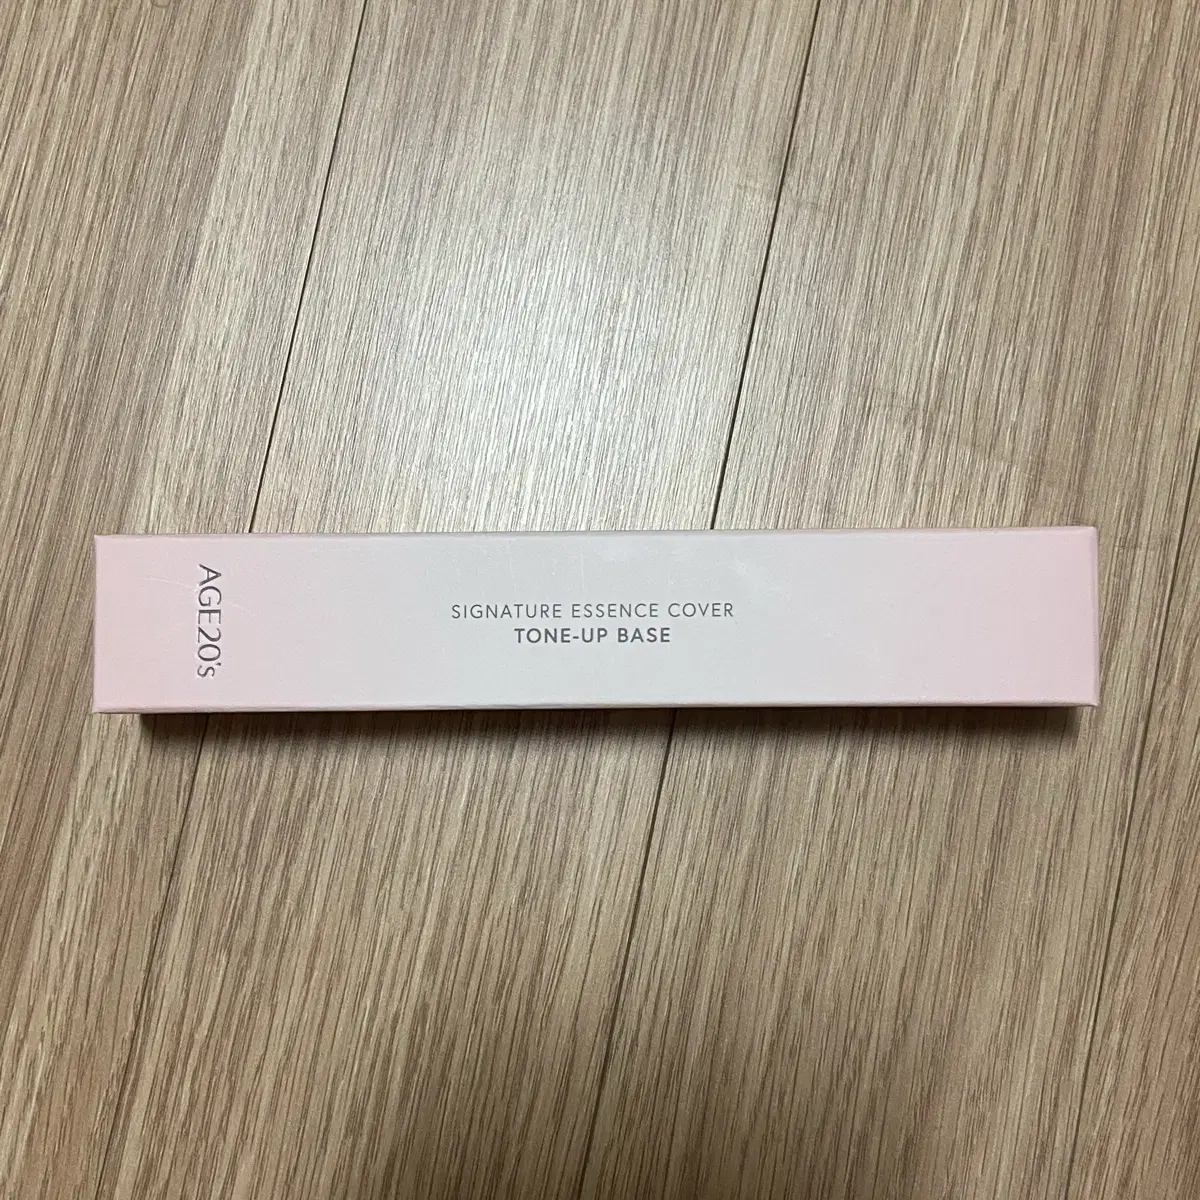 AGE20's
SIGNATURE ESSENCE COVER
TONE-UP BASE